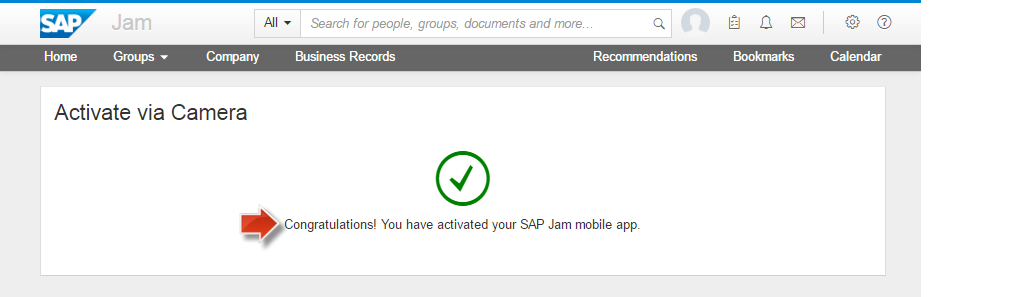 SAP Jam All Search for people, groups, documents and more...
Home Groups Company Business Records Recommendations Bookmarks Calendar
Activate via Camera
Congratulations! You have activated your SAP Jam mobile app.